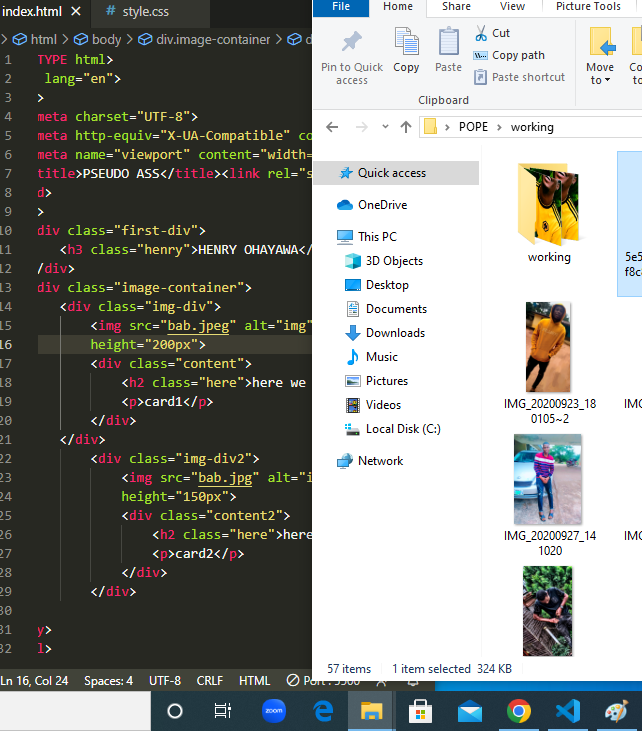 index.html
style.css
html
body
div.image-container
1 TYPE html>
2 lang="en">
3 >
4 meta charset="UTF-8">
5 meta http-equiv="X-UA-Compatible" co
6 meta name="viewport" content="width=
7 title>PSEUDO ASS</title><link rel="s
8 d>
9 >
10 div class="first-div">
11 <h3 class="henry">HENRY OHAYAWA</
12 /div>
13 div class="image-container">
14 <div class="img-div">
15 <img src="bab.jpeg" alt="img"
16 height="200px">
17 <div class="content">
18 <h2 class="here">here we
19 <p>card1</p>
20 </div>
21 </div>
22 <div class="img-div2">
23 <img src="bab.jpg" alt="i
24 height="150px">
25 <div class="content2">
26 <h2 class="here">here
27 <p>card2</p>
28 </div>
29 </div>
30
31 y>
32 l>
Ln 16, Col 24
Spaces: 4
UTF-8
CRLF
HTML
Port : 5500
File
Home
Share
View
Picture Tools
Pin to Quick
access
Copy
Paste
Cut
Copy path
Paste shortcut
Move
to
Co
to
Clipboard
POPE
working
Quick access
OneDrive
This PC
3D Objects
Desktop
Documents
Downloads
Music
Pictures
Videos
Local Disk (C:)
Network
working
5e5
f8c
IMG_20200923_18
0105~2
IMG
IMG_20200927_14
1020
IMG
57 items
1 item selected
324 KB
zoom